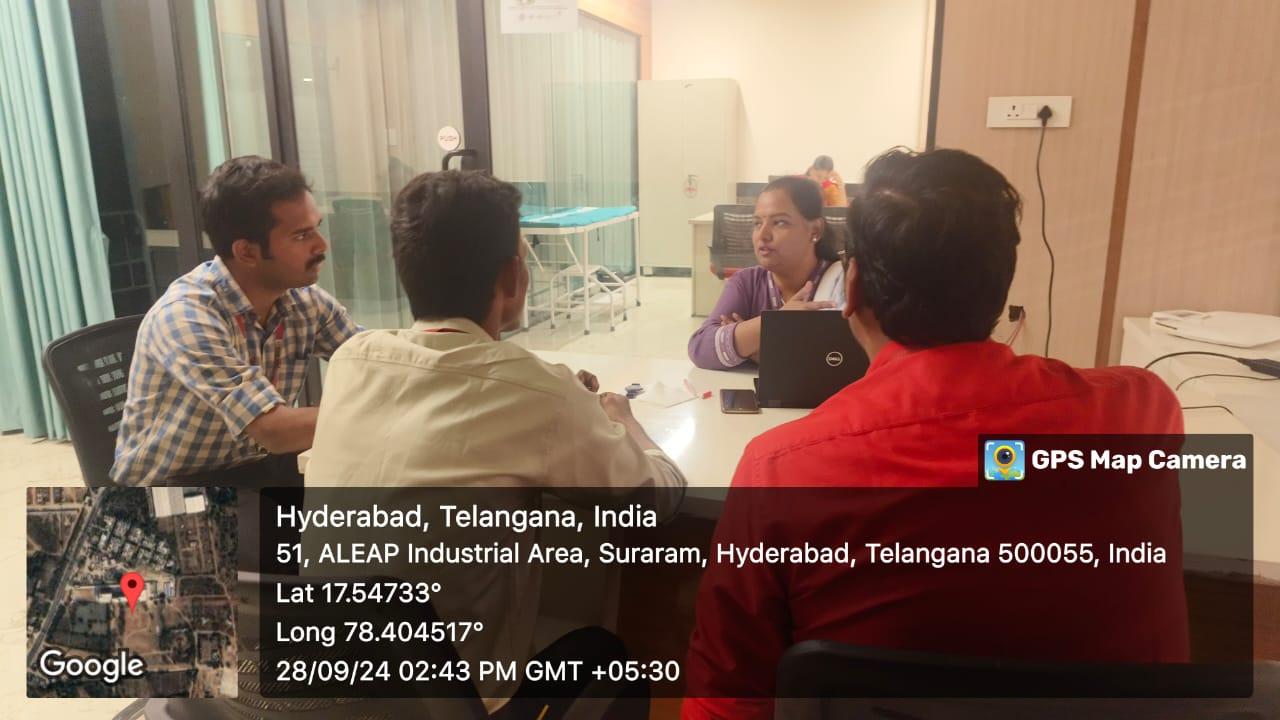 PUSH
DELL
GPS Map Camera
Hyderabad, Telangana, India
51, ALEAP Industrial Area, Suraram, Hyderabad, Telangana 500055, India
Lat 17.54733°
Long 78.404517°
28/09/24 02:43 PM GMT +05:30
Google